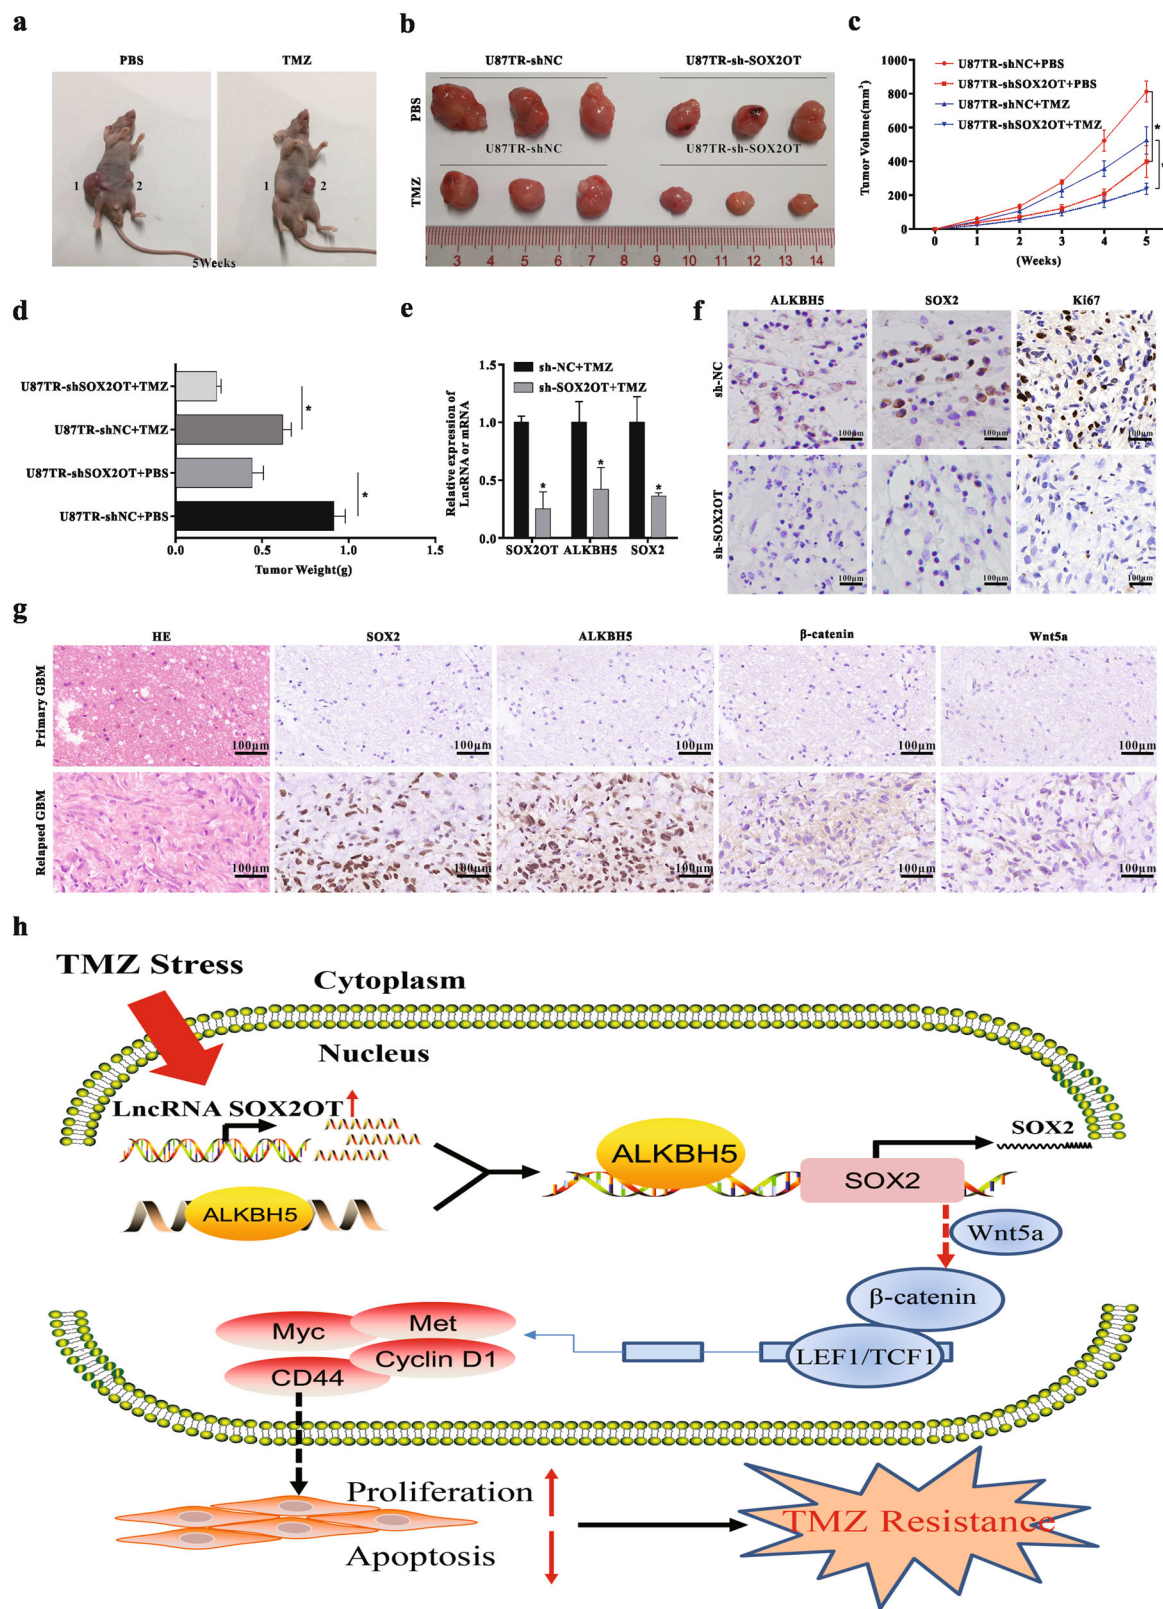 a
PBS
TMZ
1
2
1
2
5Weeks
b
U87TR-shNC
U87TR-sh-SOX2OT
PBS
U87TR-shNC
U87TR-sh-SOX2OT
TMZ
3 4 5 6 7 8 9 10 11 12 13 14
c
U87TR-shNC+PBS
U87TR-shSOX2OT+PBS
U87TR-shNC+TMZ
U87TR-shSOX2OT+TMZ
Tumor Volume(mm³)
1000
800
600
400
200
0
0 1 2 3 4 5
(Weeks)
*
d
U87TR-shSOX2OT+TMZ
U87TR-shNC+TMZ
U87TR-shSOX2OT+PBS
U87TR-shNC+PBS
*
*
0.0 0.5 1.0 1.5
Tumor Weight(g)
e
sh-NC+TMZ
sh-SOX2OT+TMZ
Relative expression of
LncRNA or mRNA
1.5
1.0
0.5
0.0
* * *
SOX2OT ALKBH5 SOX2
f
ALKBH5 SOX2 Ki67
sh-NC
100μm 100μm 100μm
sh-SOX2OT
100μm 100μm 100μm
g
HE SOX2 ALKBH5 β-catenin Wnt5a
Primary GBM
100μm 100μm 100μm 100μm 100μm
Relapsed GBM
100μm 100μm 100μm 100μm 100μm
h
TMZ Stress
Cytoplasm
Nucleus
LncRNA SOX2OT
ALKBH5
ALKBH5
SOX2
SOX2
Wnt5a
β-catenin
LEF1/TCF1
Myc
Met
Cyclin D1
CD44
Proliferation
Apoptosis
TMZ Resistance